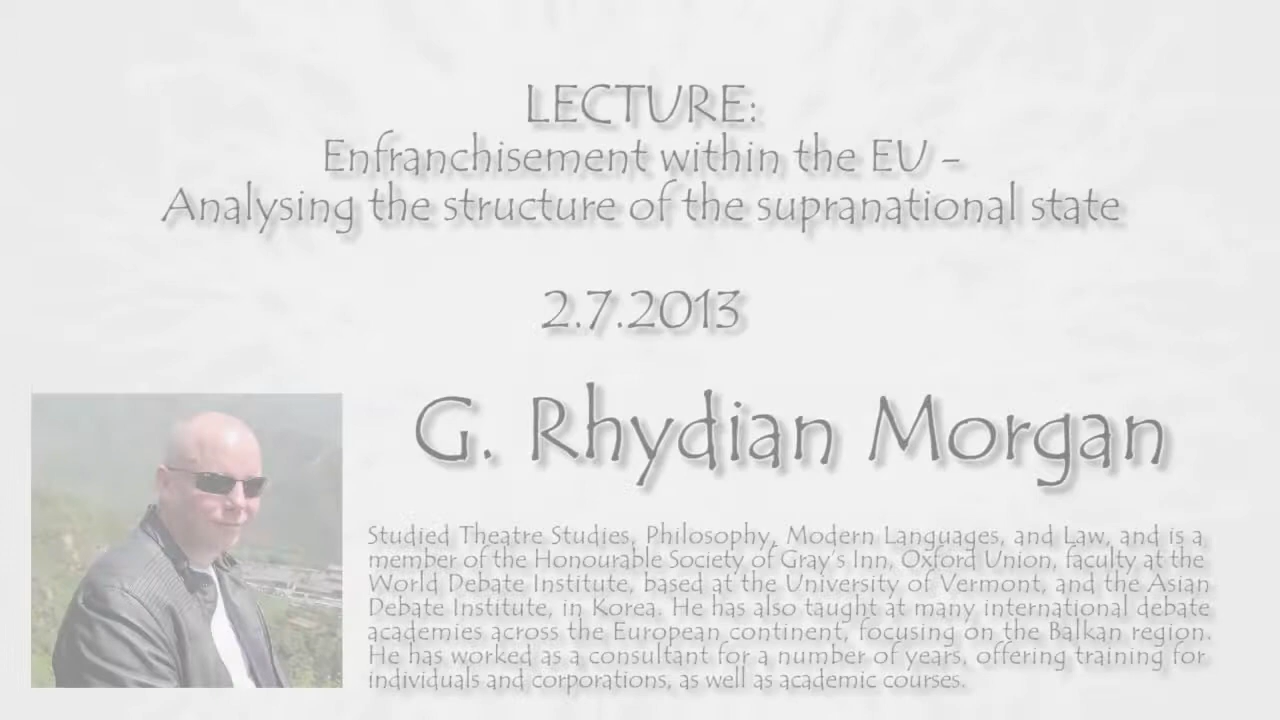 LECTURE:
Enfranchisement within the EU -
Analysing the structure of the supranational state
2.7.2013
G. Rhydian Morgan
Studied Theatre Studies, Philosophy, Modern Languages, and Law, and is a
member of the Honourable Society of Gray's Inn, Oxford Union, faculty at the
World Debate Institute, based at the University of Vermont, and the Asian
Debate Institute, in Korea. He has also taught at many international debate
academies across the European continent, focusing on the Balkan region.
He has worked as a consultant for a number of years, offering training for
individuals and corporations, as well as academic courses.